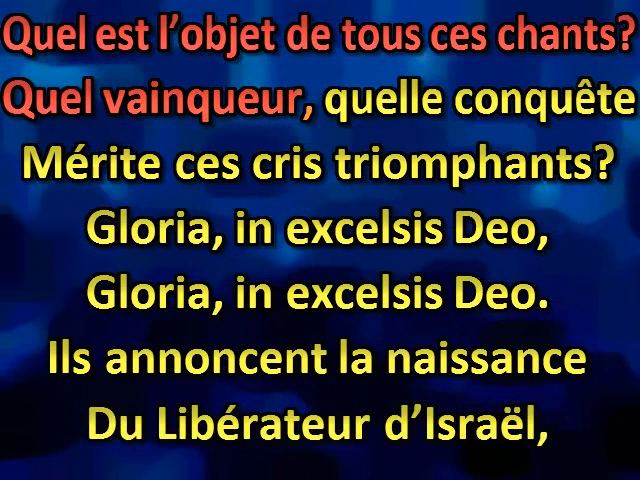 Quel est l’objet de tous ces chants?
Quel vainqueur, quelle conquête
Mérite ces cris triomphants?
Gloria, in excelsis Deo,
Gloria, in excelsis Deo.
Ils annoncent la naissance
Du Libérateur d’Israël,